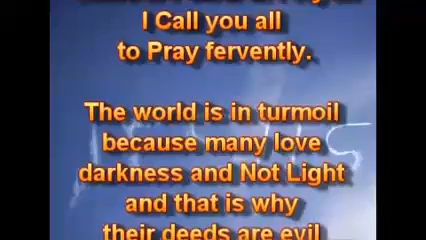 I Call you all
to Pray fervently.
The world is in turmoil
because many love
darkness and Not Light
and that is why
their deeds are evil